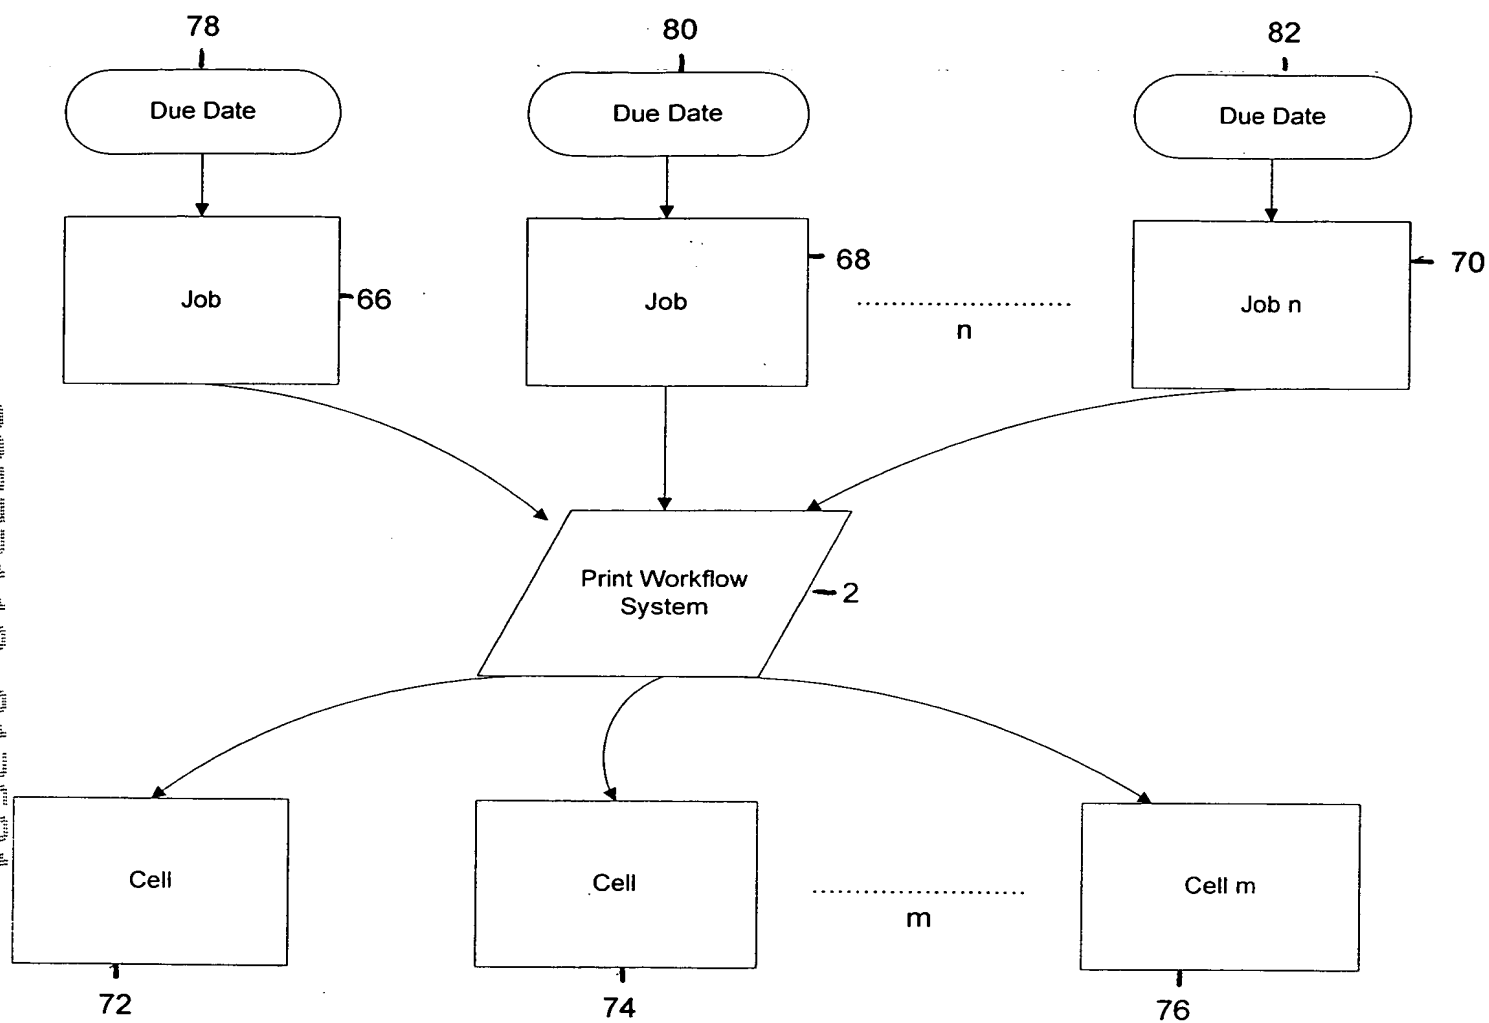 78
80
82
Due Date
Due Date
Due Date
Job
66
Job
68
n
Job n
70
Print Workflow
System
2
Cell
Cell
m
Cell m
72
74
76